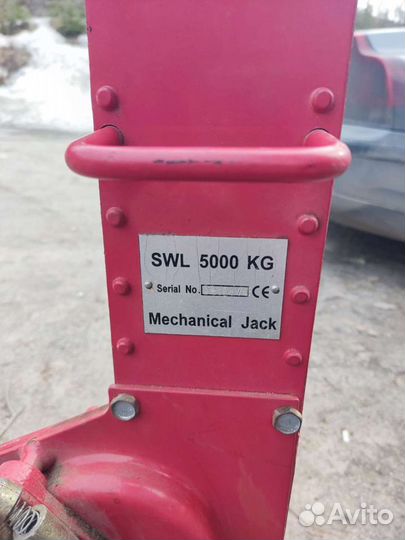 SWL 5000 KG
Serial No. CE
Mechanical Jack
Avito